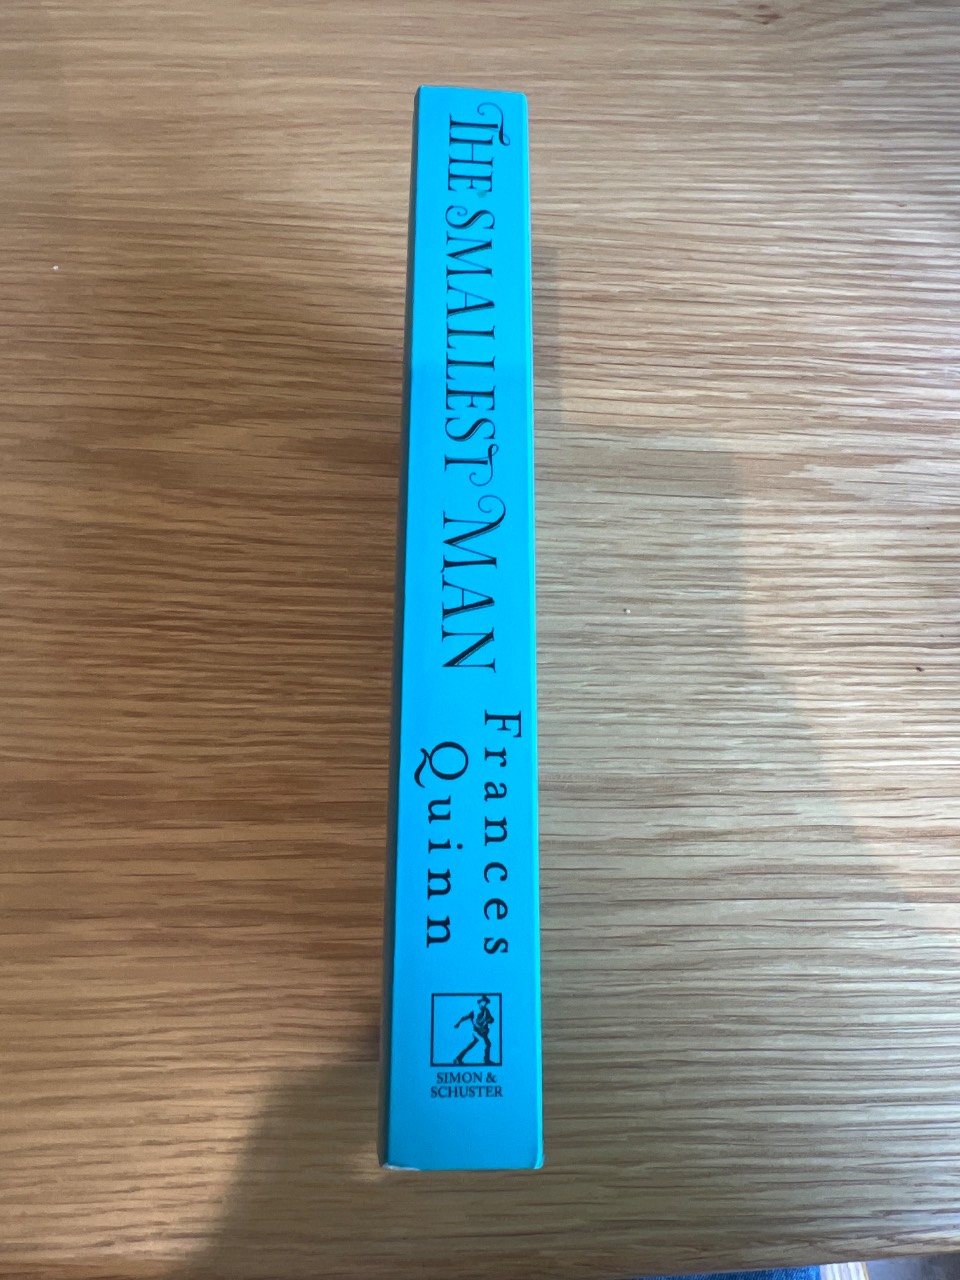 THE SMALLEST MAN
Frances
Quinn
SIMON &
SCHUSTER